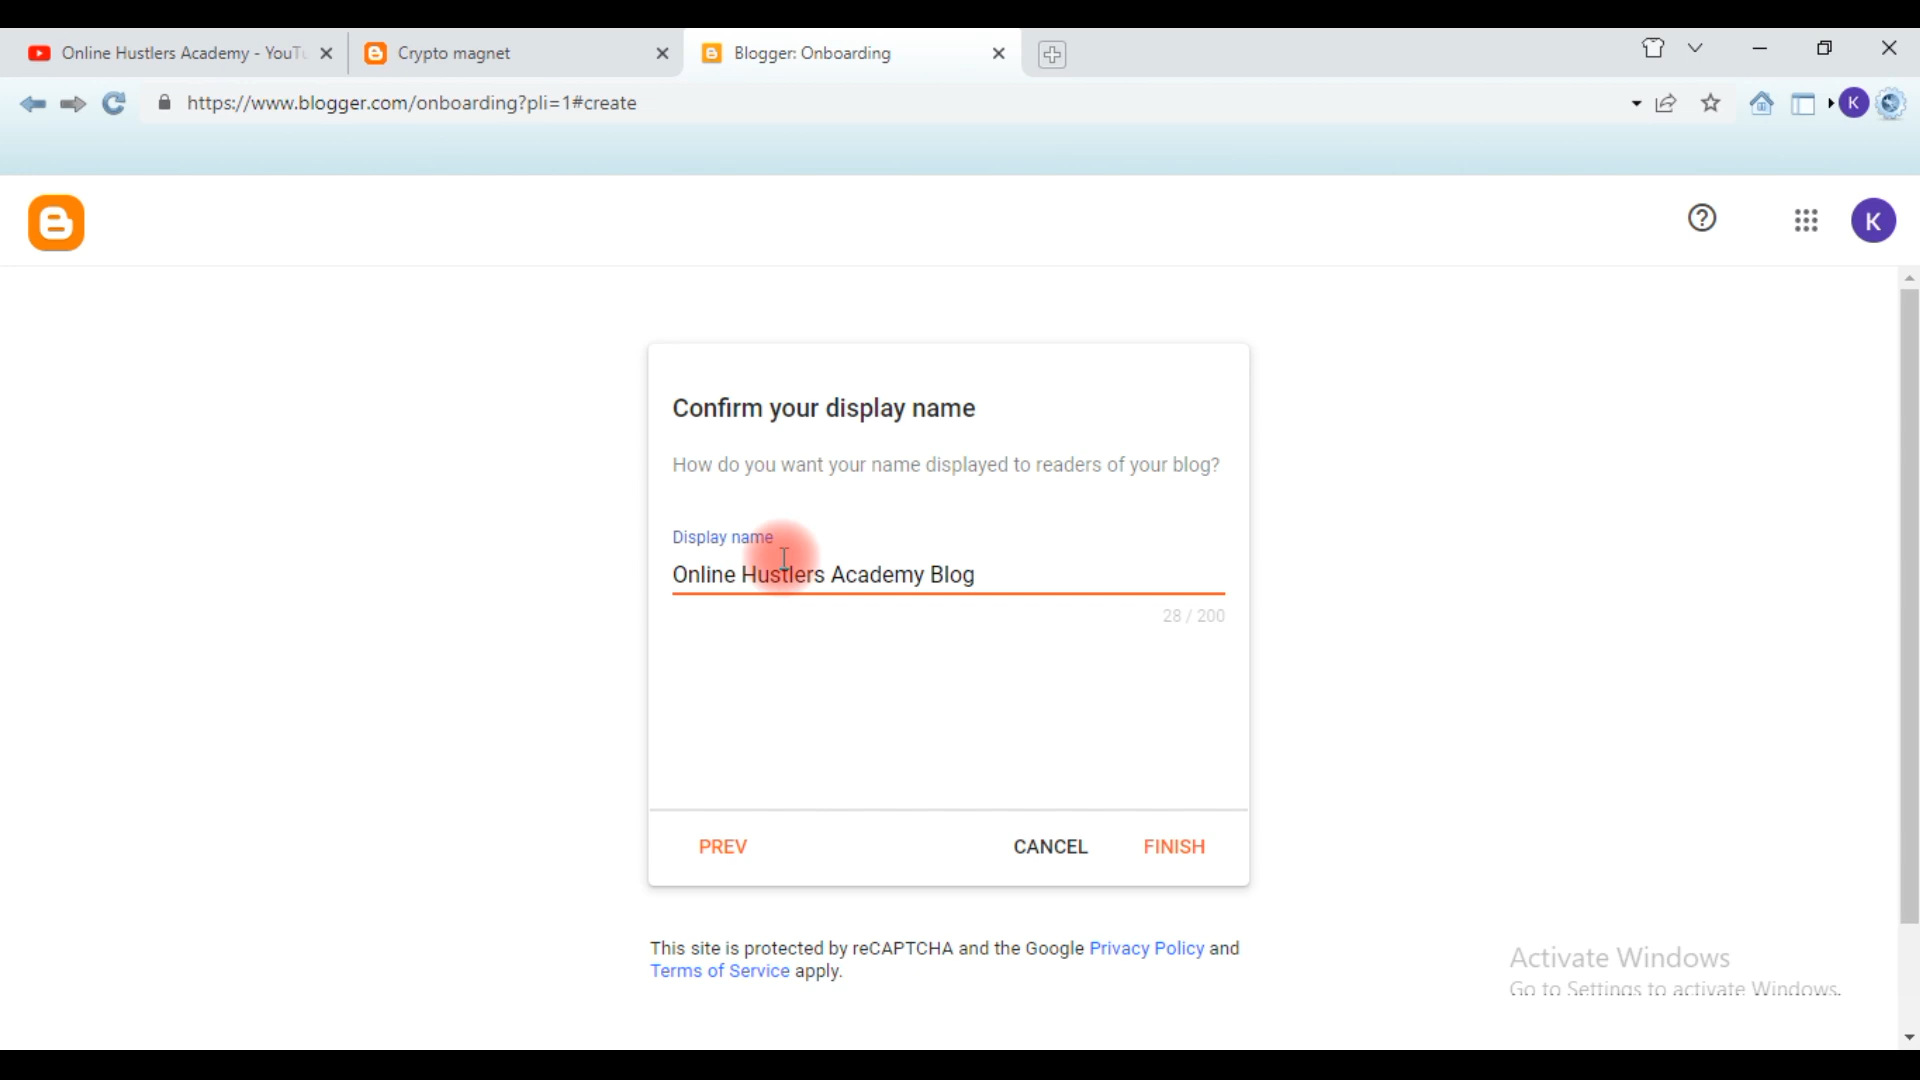 Online Hustlers Academy - YouTu
Crypto magnet
Blogger: Onboarding
https://www.blogger.com/onboarding?pli=1#create
K
K
Confirm your display name
How do you want your name displayed to readers of your blog?
Display name
Online Hustlers Academy Blog
28 / 200
PREV
CANCEL
FINISH
This site is protected by reCAPTCHA and the Google Privacy Policy and
Terms of Service apply.
Activate Windows
Go to Settings to activate Windows.